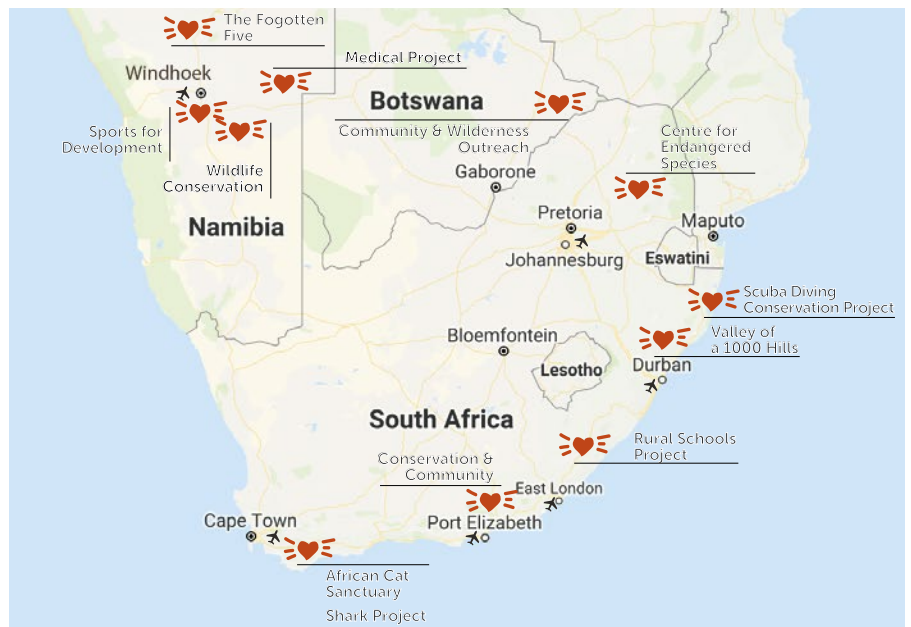 The Fogotten
Five
Medical Project
Windhoek
Botswana
Sports for
Development
Community & Wilderness
Outreach
Centre for
Endangered
Species
Wildlife
Conservation
Gaborone
Namibia
Pretoria
Maputo
Johannesburg
Eswatini
Scuba Diving
Conservation Project
Valley of
a 1000 Hills
Bloemfontein
Lesotho
Durban
South Africa
Rural Schools
Project
Conservation &
Community
East London
Cape Town
Port Elizabeth
African Cat
Sanctuary
Shark Project